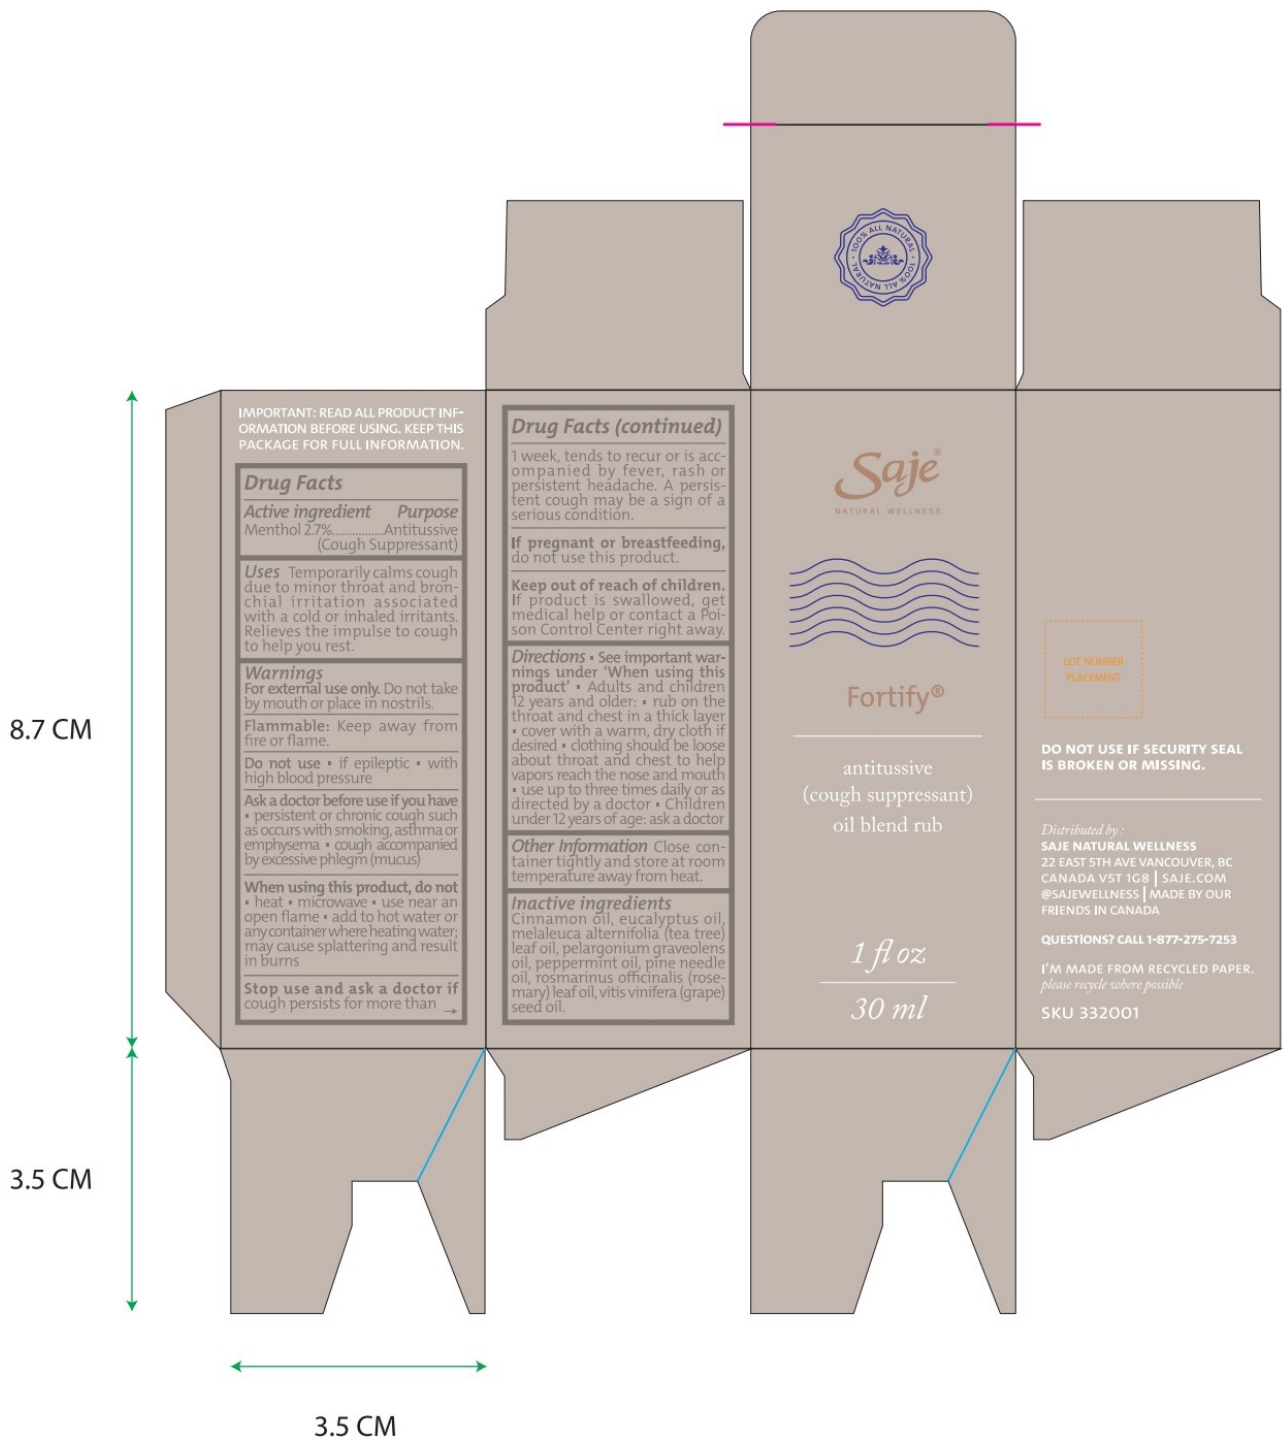 100% ALL NATURAL • 100% ALL NATURAL •
IMPORTANT: READ ALL PRODUCT INF-
ORMATION BEFORE USING. KEEP THIS
PACKAGE FOR FULL INFORMATION.
Drug Facts
Active ingredient Purpose
Menthol 2.7%................Antitussive
(Cough Suppressant)
Uses Temporarily calms cough
due to minor throat and bron-
chial irritation associated
with a cold or inhaled irritants.
Relieves the impulse to cough
to help you rest.
Warnings
For external use only. Do not take
by mouth or place in nostrils.
Flammable: Keep away from
fire or flame.
Do not use ▪ if epileptic ▪ with
high blood pressure
Ask a doctor before use if you have
▪ persistent or chronic cough such
as occurs with smoking, asthma or
emphysema ▪ cough accompanied
by excessive phlegm (mucus)
When using this product, do not
▪ heat ▪ microwave ▪ use near an
open flame ▪ add to hot water or
any container where heating water;
may cause splattering and result
in burns
Stop use and ask a doctor if
cough persists for more than →
Drug Facts (continued)
1 week, tends to recur or is acc-
ompanied by fever, rash or
persistent headache. A persis-
tent cough may be a sign of a
serious condition.
If pregnant or breastfeeding,
do not use this product.
Keep out of reach of children.
If product is swallowed, get
medical help or contact a Poi-
son Control Center right away.
Directions ▪ See important war-
nings under 'When using this
product' ▪ Adults and children
12 years and older: ▪ rub on the
throat and chest in a thick layer
▪ cover with a warm, dry cloth if
desired ▪ clothing should be loose
about throat and chest to help
vapors reach the nose and mouth
▪ use up to three times daily or as
directed by a doctor ▪ Children
under 12 years of age: ask a doctor
Other Information Close con-
tainer tightly and store at room
temperature away from heat.
Inactive ingredients
Cinnamon oil, eucalyptus oil,
melaleuca alternifolia (tea tree)
leaf oil, pelargonium graveolens
oil, peppermint oil, pine needle
oil, rosmarinus officinalis (rose-
mary) leaf oil, vitis vinifera (grape)
seed oil.
Saje®
NATURAL WELLNESS
Fortify®
antitussive
(cough suppressant)
oil blend rub
1 fl oz
30 ml
LOT NUMBER
PLACEMENT
DO NOT USE IF SECURITY SEAL
IS BROKEN OR MISSING.
Distributed by :
SAJE NATURAL WELLNESS
22 EAST 5TH AVE VANCOUVER, BC
CANADA V5T 1G8 | SAJE.COM
@SAJEWELLNESS | MADE BY OUR
FRIENDS IN CANADA
QUESTIONS? CALL 1-877-275-7253
I'M MADE FROM RECYCLED PAPER.
please recycle where possible
SKU 332001
8.7 CM
3.5 CM
3.5 CM